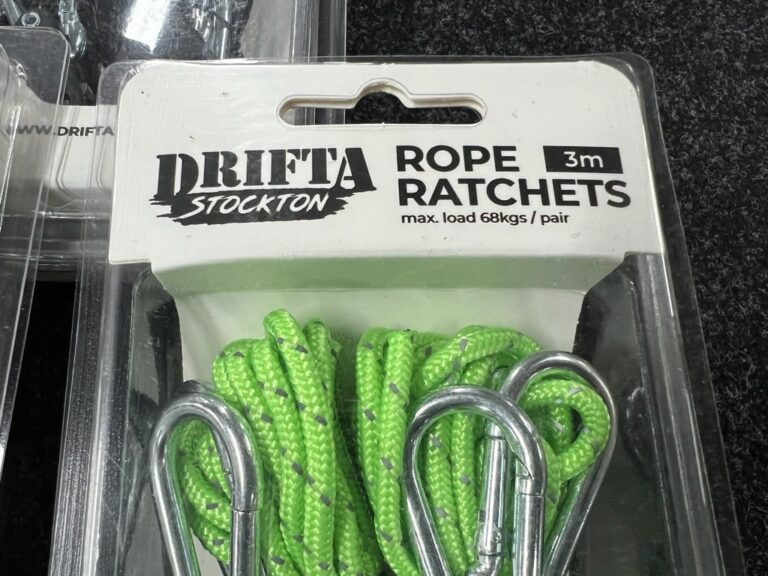 WWW.DRIFTA
DRIFTA
STOCKTON
ROPE 3m
RATCHETS
max. load 68kgs / pair